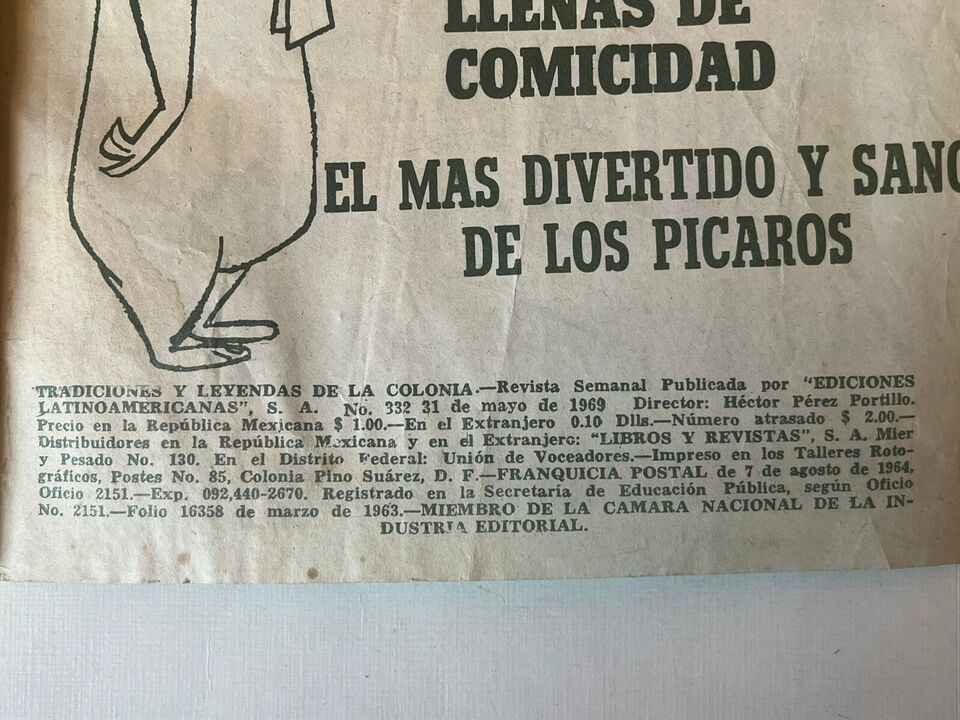 LLENAS DE
COMICIDAD
EL MAS DIVERTIDO Y SANO
DE LOS PICAROS
TRADICIONES Y LEYENDAS DE LA COLONIA.—Revista Semanal Publicada por "EDICIONES
LATINOAMERICANAS", S. A. No. 332 31 de mayo de 1969 Director: Héctor Pérez Portillo.
Precio en la República Mexicana $ 1.00.—En el Extranjero 0.10 Dlls.—Número atrasado $ 2.00.—
Distribuidores en la República Mexicana y en el Extranjero: "LIBROS Y REVISTAS", S. A. Mier
y Pesado No. 130. En el Distrito Federal: Unión de Voceadores.—Impreso en los Talleres Roto-
gráficos, Postes No. 85, Colonia Pino Suárez, D. F.—FRANQUICIA POSTAL de 7 de agosto de 1964,
Oficio 2151.—Exp. 092,440-2670. Registrado en la Secretaría de Educación Pública, según Oficio
No. 2151.—Folio 16358 de marzo de 1963.—MIEMBRO DE LA CAMARA NACIONAL DE LA IN-
DUSTRIA EDITORIAL.